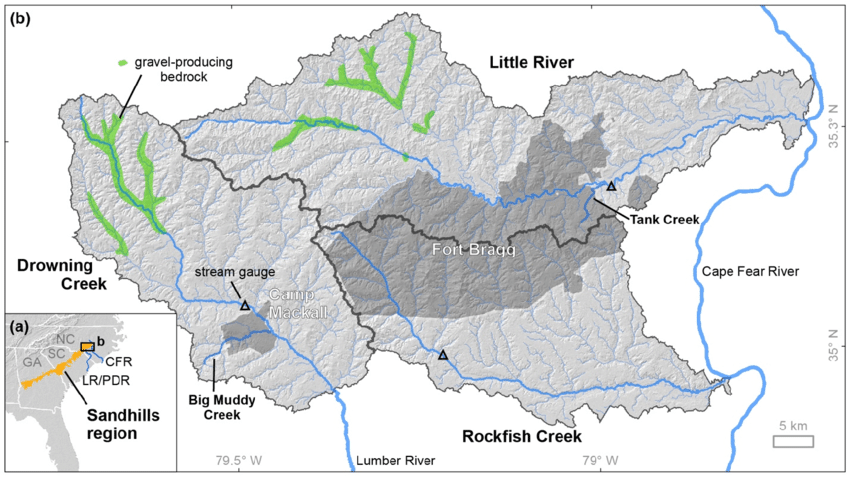 (b)
gravel-producing
bedrock
Little River
35.3° N
Tank Creek
Fort Bragg
Cape Fear River
Drowning
Creek
stream gauge
Camp
Mackall
(a)
NC
b
SC
GA
CFR
LR/PDR
Sandhills
region
35° N
Big Muddy
Creek
Rockfish Creek
5 km
79.5° W
Lumber River
79° W